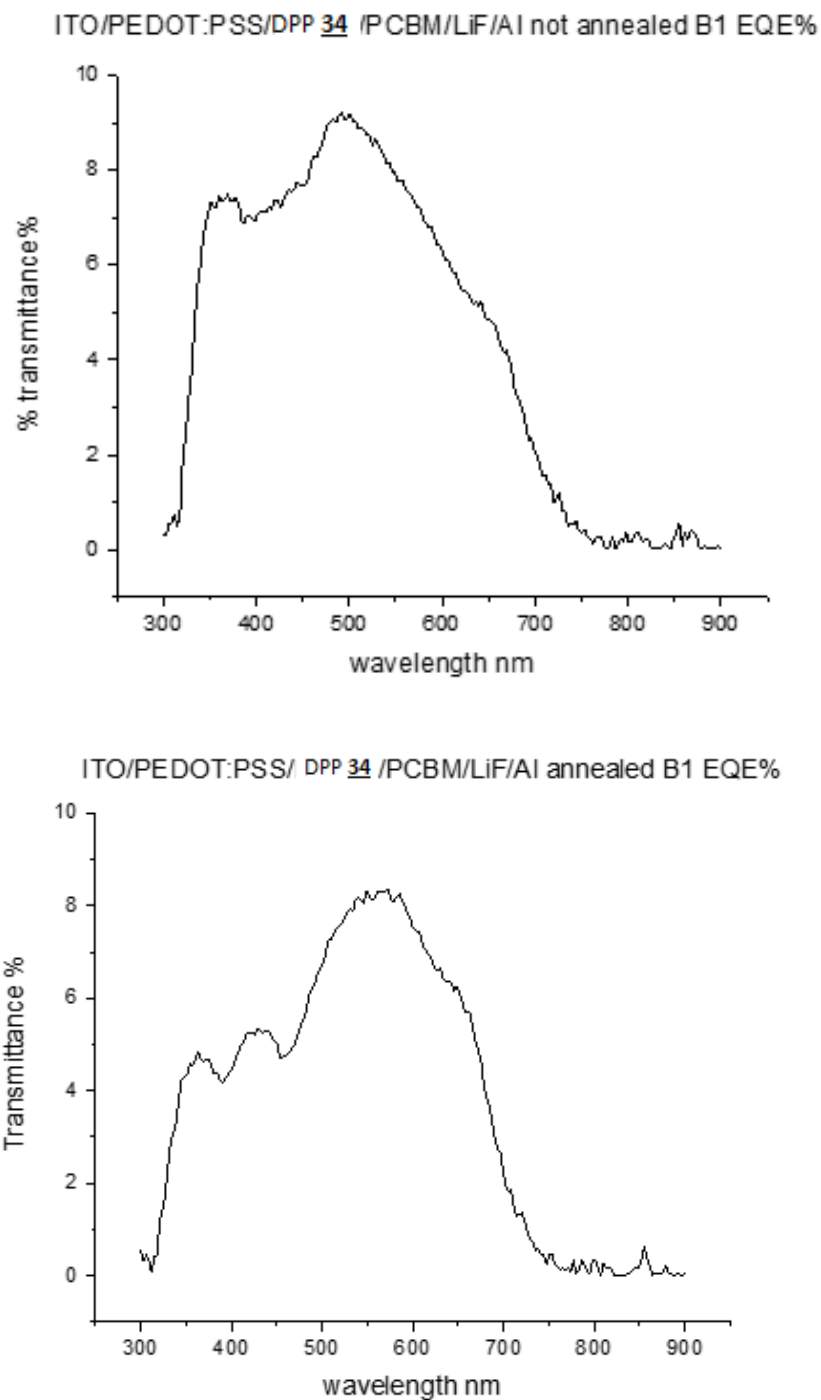 ITO/PEDOT:PSS/DPP 34 /PCBM/LiF/Al not annealed B1 EQE%
10
8
6
4
2
0
% transmittance%
300 400 500 600 700 800 900
wavelength nm
ITO/PEDOT:PSS/ DPP 34 /PCBM/LiF/Al annealed B1 EQE%
10
8
6
4
2
0
Transmittance %
300 400 500 600 700 800 900
wavelength nm